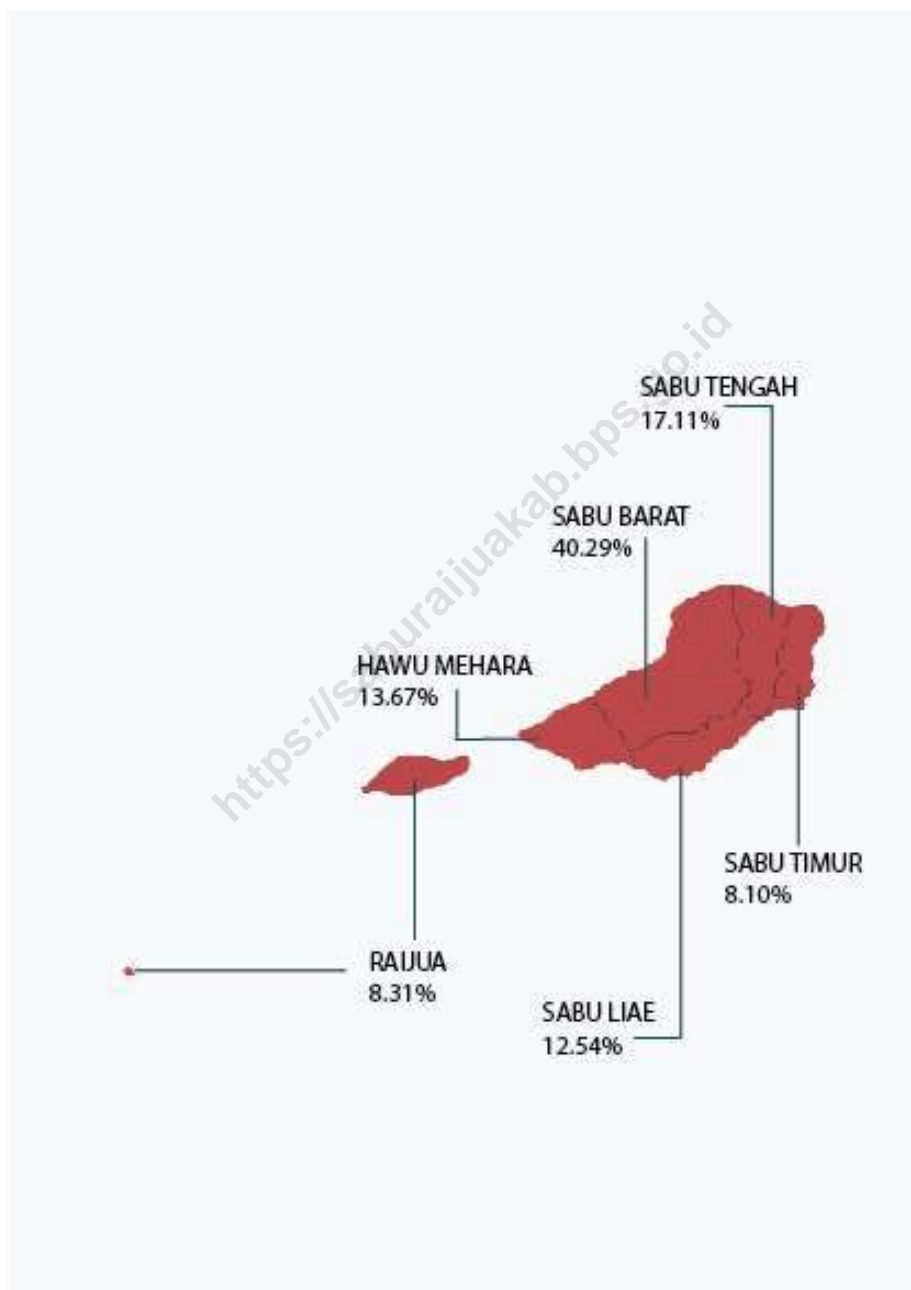 SABU TENGAH
17.11%
SABU BARAT
40.29%
HAWU MEHARA
13.67%
SABU TIMUR
8.10%
RAIJUA
8.31%
SABU LIAE
12.54%
https://saburaijuakab.bps.go.id